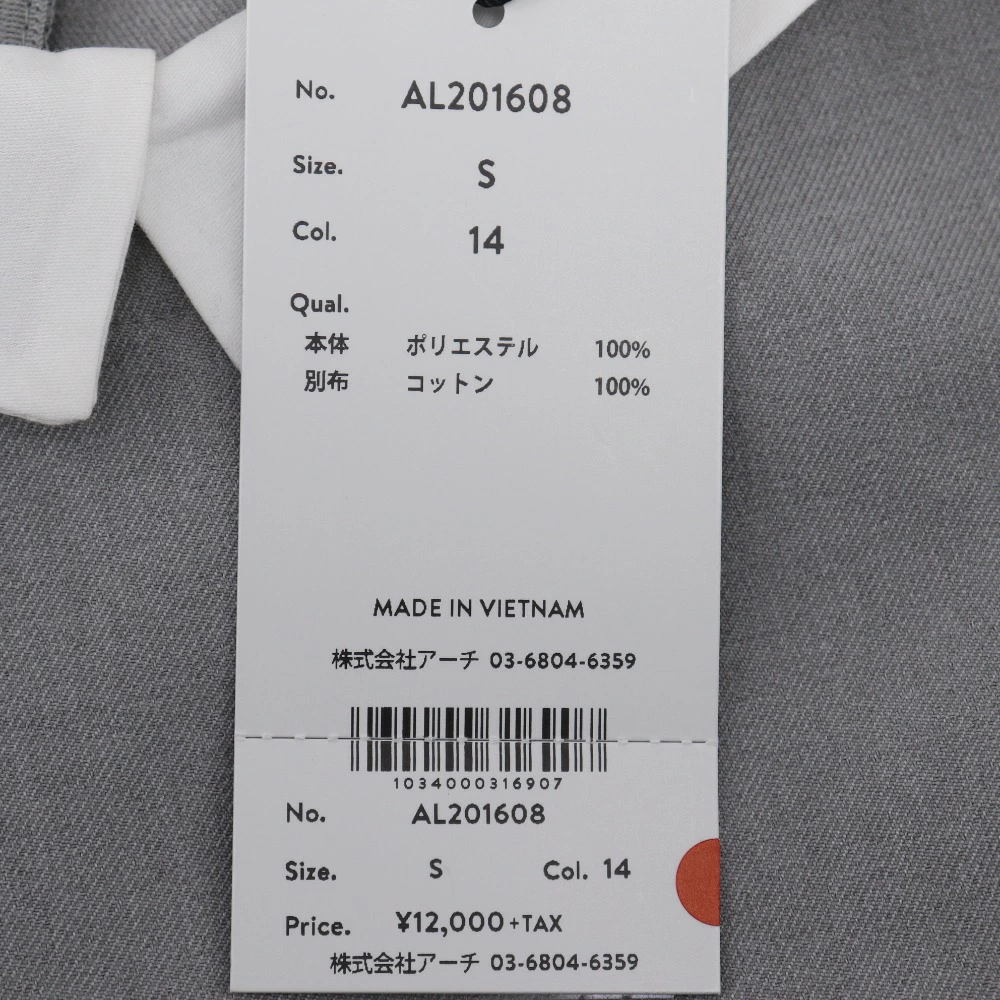 No. AL201608
Size. S
Col. 14
Qual.
本体 ポリエステル 100%
別布 コットン 100%
MADE IN VIETNAM
株式会社アーチ 03-6804-6359
1034000316907
No. AL201608
Size. S Col. 14
Price. ¥12,000+TAX
株式会社アーチ 03-6804-6359